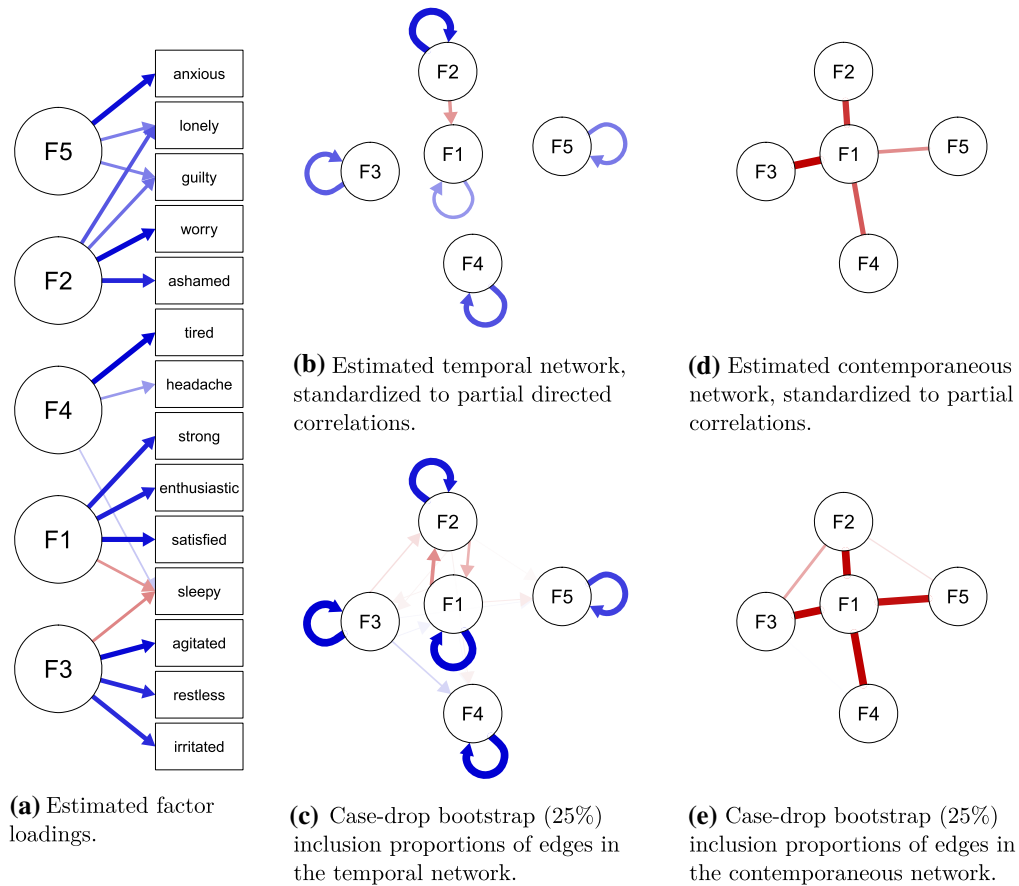 F5
F2
F4
F1
F3
anxious
lonely
guilty
worry
ashamed
tired
headache
strong
enthusiastic
satisfied
sleepy
agitated
restless
irritated
(a) Estimated factor
loadings.
F2
F3
F1
F5
F4
(b) Estimated temporal network,
standardized to partial directed
correlations.
F2
F3
F1
F5
F4
(c) Case-drop bootstrap (25%)
inclusion proportions of edges in
the temporal network.
F2
F3
F1
F5
F4
(d) Estimated contemporaneous
network, standardized to partial
correlations.
F2
F3
F1
F5
F4
(e) Case-drop bootstrap (25%)
inclusion proportions of edges in
the contemporaneous network.